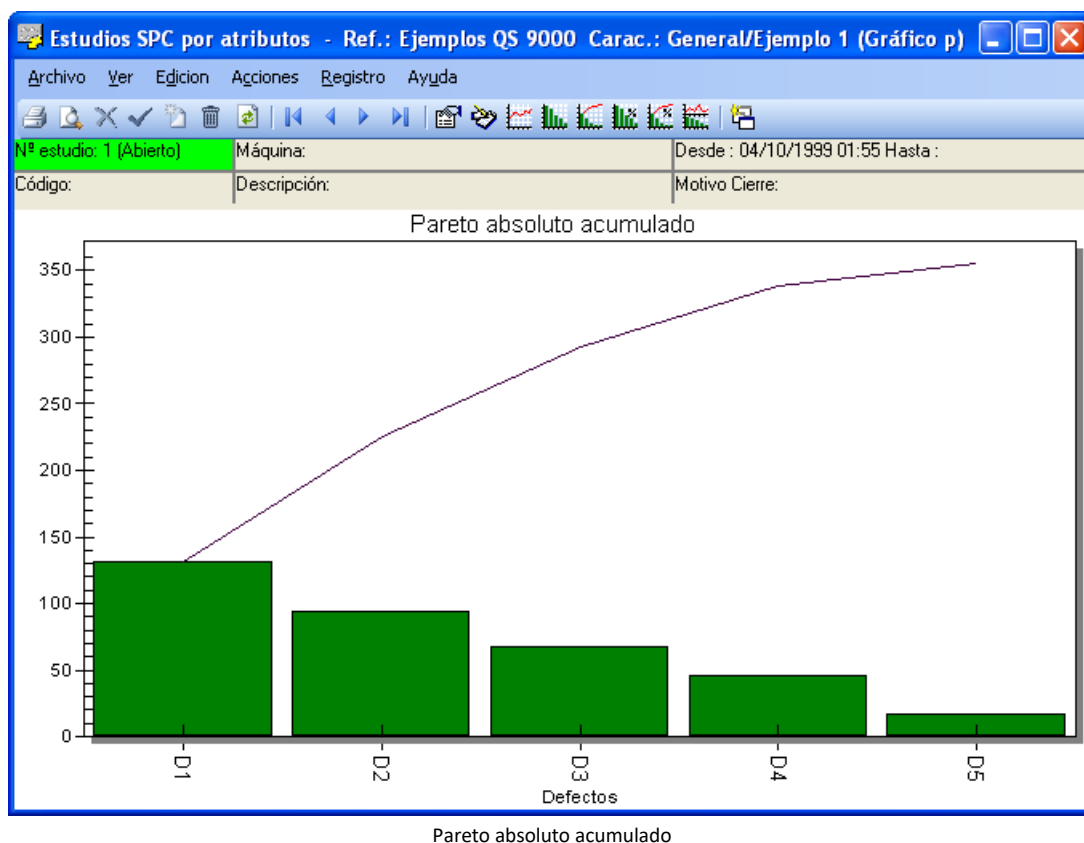 Estudios SPC por atributos - Ref.: Ejemplos QS 9000 Carac.: General/Ejemplo 1 (Gráfico p)
Archivo Ver Edicion Acciones Registro Ayuda
Nº estudio: 1 (Abierto) Máquina: Desde : 04/10/1999 01:55 Hasta :
Código: Descripción: Motivo Cierre:
Pareto absoluto acumulado
350
300
250
200
150
100
50
0
D1 D2 D3 D4 D5
Defectos
Pareto absoluto acumulado